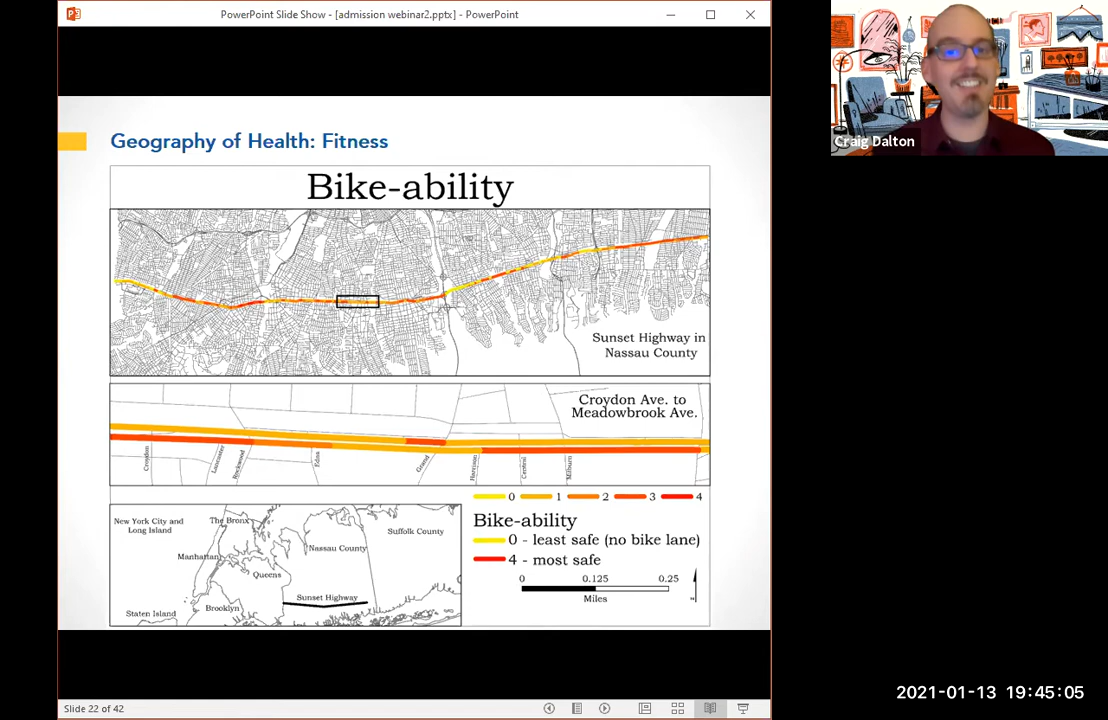 PowerPoint Slide Show - [admission webinar2.pptx] - PowerPoint
Craig Dalton
Geography of Health: Fitness
Bike-ability
Sunset Highway in
Nassau County
Croydon Ave. to
Meadowbrook Ave.
Croydon
Lancaster
Rockwood
Edna
Grand
Harrison
Central
Milburn
0 1 2 3 4
Bike-ability
0 - least safe (no bike lane)
4 - most safe
0 0.125 0.25
Miles
New York City and
Long Island
The Bronx
Suffolk County
Nassau County
Manhattan
Queens
Sunset Highway
Brooklyn
Staten Island
2021-01-13 19:45:05
Slide 22 of 42